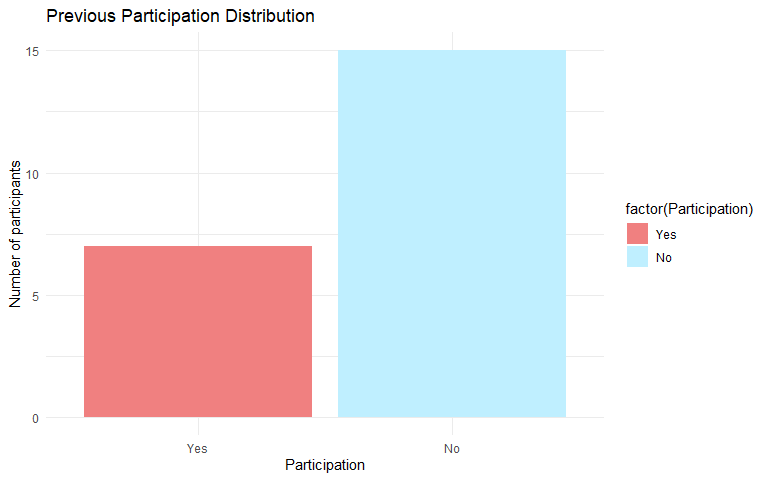 Previous Participation Distribution
Number of participants
15
10
5
0
Yes
No
Participation
factor(Participation)
Yes
No